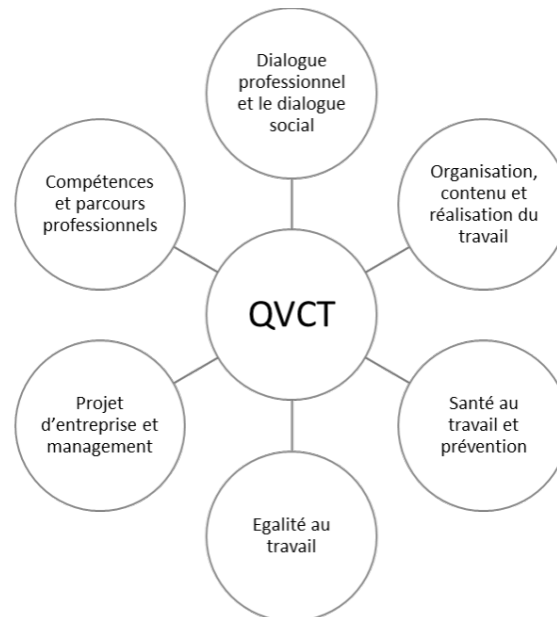 Dialogue
professionnel
et le dialogue
social
Organisation,
contenu et
réalisation du
travail
Santé au
travail et
prévention
Egalité au
travail
Projet
d’entreprise et
management
Compétences
et parcours
professionnels
QVCT